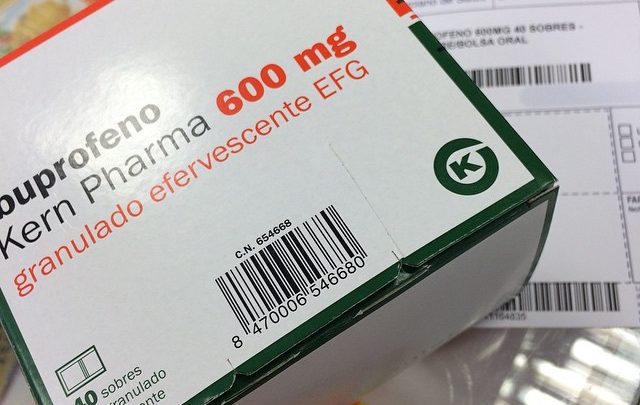 buprofeno
Kern Pharma 600 mg
granulado efervescente EFG
K
C.N. 654668
8 470006 546680
40 sobres
granulado
600MG 40 SOBRES -
BOLSA ORAL